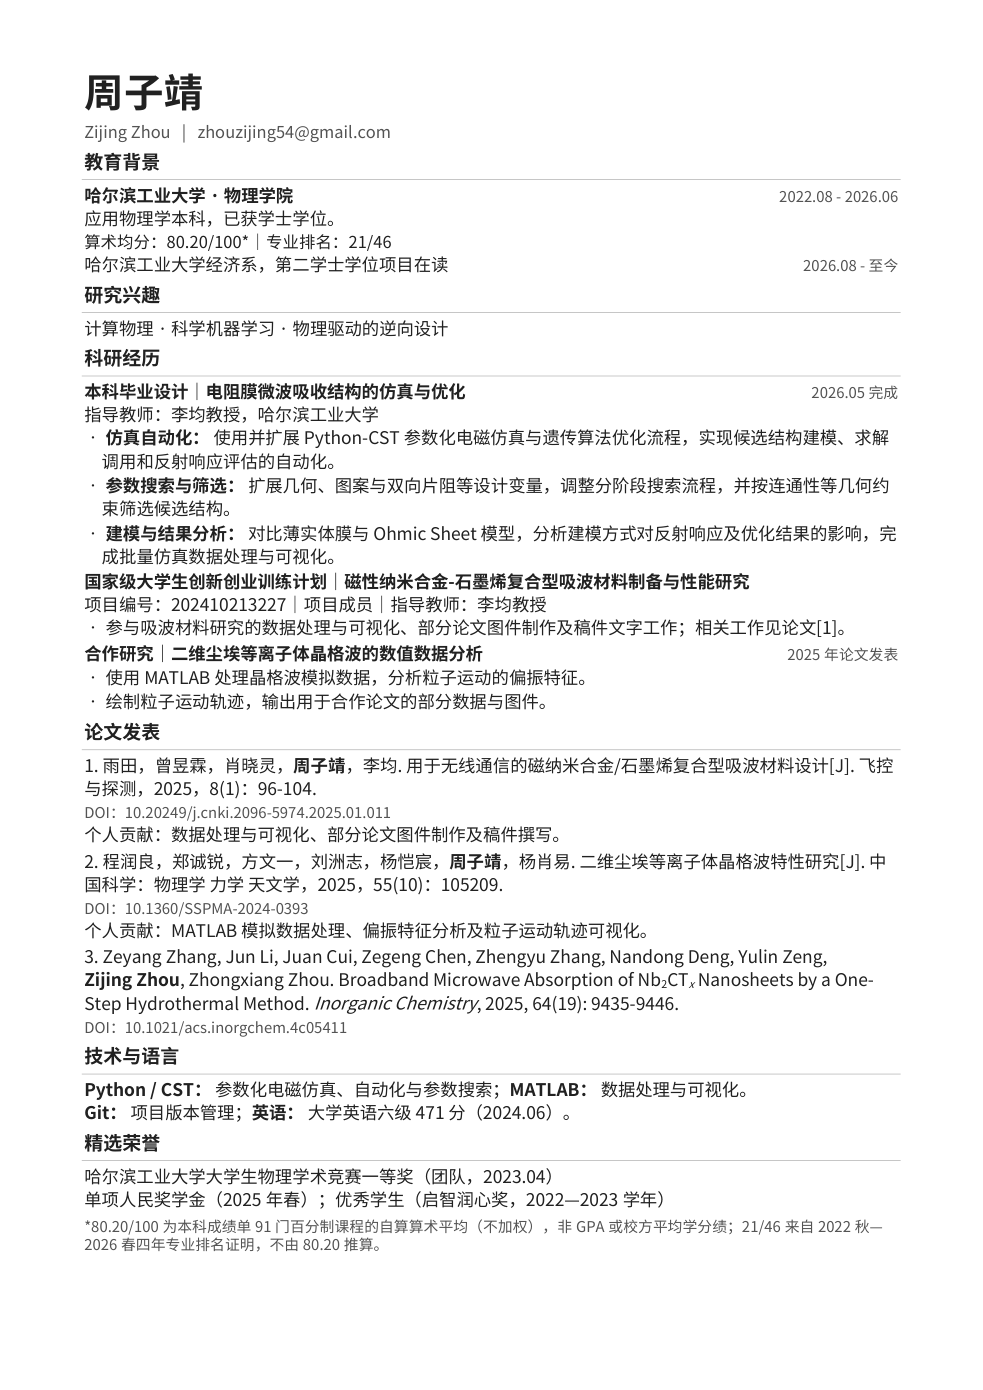 周子靖
Zijing Zhou | zhouzijing54@gmail.com
教育背景
哈尔滨工业大学 · 物理学院 2022.08 - 2026.06
应用物理学本科，已获学士学位。
算术均分：80.20/100*｜专业排名：21/46
哈尔滨工业大学经济系，第二学士学位项目在读 2026.08 - 至今
研究兴趣
计算物理 · 科学机器学习 · 物理驱动的逆向设计
科研经历
本科毕业设计｜电阻膜微波吸收结构的仿真与优化 2026.05 完成
指导教师：李均教授，哈尔滨工业大学
· 仿真自动化： 使用并扩展 Python-CST 参数化电磁仿真与遗传算法优化流程，实现候选结构建模、求解
调用和反射响应评估的自动化。
· 参数搜索与筛选： 扩展几何、图案与双向片阻等设计变量，调整分阶段搜索流程，并按连通性等几何约
束筛选候选结构。
· 建模与结果分析： 对比薄实体膜与 Ohmic Sheet 模型，分析建模方式对反射响应及优化结果的影响，完
成批量仿真数据处理与可视化。
国家级大学生创新创业训练计划｜磁性纳米合金-石墨烯复合型吸波材料制备与性能研究
项目编号：202410213227｜项目成员｜指导教师：李均教授
· 参与吸波材料研究的数据处理与可视化、部分论文图件制作及稿件文字工作；相关工作见论文[1]。
合作研究｜二维尘埃等离子体晶格波的数值数据分析 2025 年论文发表
· 使用 MATLAB 处理晶格波模拟数据，分析粒子运动的偏振特征。
· 绘制粒子运动轨迹，输出用于合作论文的部分数据与图件。
论文发表
1. 雨田，曾昱霖，肖晓灵，周子靖，李均. 用于无线通信的磁纳米合金/石墨烯复合型吸波材料设计[J]. 飞控
与探测，2025，8(1)：96-104.
DOI：10.20249/j.cnki.2096-5974.2025.01.011
个人贡献：数据处理与可视化、部分论文图件制作及稿件撰写。
2. 程润良，郑诚锐，方文一，刘洲志，杨恺宸，周子靖，杨肖易. 二维尘埃等离子体晶格波特性研究[J]. 中
国科学：物理学 力学 天文学，2025，55(10)：105209.
DOI：10.1360/SSPMA-2024-0393
个人贡献：MATLAB 模拟数据处理、偏振特征分析及粒子运动轨迹可视化。
3. Zeyang Zhang, Jun Li, Juan Cui, Zegeng Chen, Zhengyu Zhang, Nandong Deng, Yulin Zeng,
Zijing Zhou, Zhongxiang Zhou. Broadband Microwave Absorption of Nb₂CTₓ Nanosheets by a One-
Step Hydrothermal Method. Inorganic Chemistry, 2025, 64(19): 9435-9446.
DOI：10.1021/acs.inorgchem.4c05411
技术与语言
Python / CST： 参数化电磁仿真、自动化与参数搜索；MATLAB： 数据处理与可视化。
Git： 项目版本管理；英语： 大学英语六级 471 分（2024.06）。
精选荣誉
哈尔滨工业大学大学生物理学术竞赛一等奖（团队，2023.04）
单项人民奖学金（2025 年春）；优秀学生（启智润心奖，2022—2023 学年）
*80.20/100 为本科成绩单 91 门百分制课程的自算算术平均（不加权），非 GPA 或校方平均学分绩；21/46 来自 2022 秋—
2026 春四年专业排名证明，不由 80.20 推算。